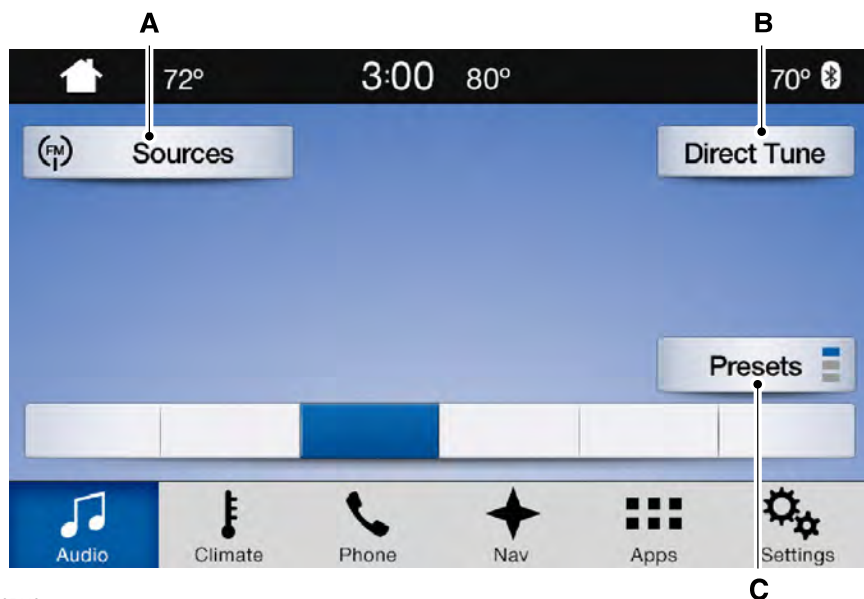 A B
72° 3:00 80° 70°
FM Sources Direct Tune
Presets
Audio Climate Phone Nav Apps Settings
C